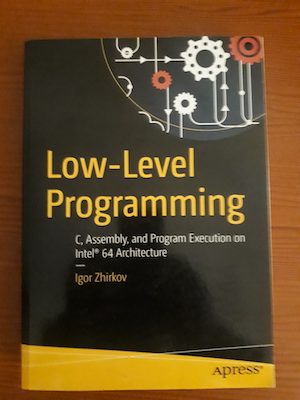 Low-Level
Programming
C, Assembly, and Program Execution on
Intel® 64 Architecture
—
Igor Zhirkov
Apress®